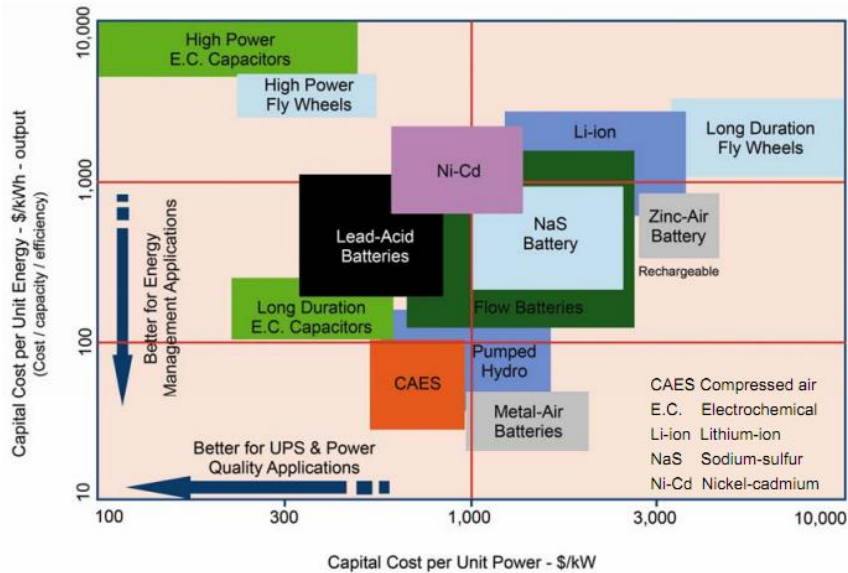 10,000
High Power
E.C. Capacitors
High Power
Fly Wheels
Li-ion
Long Duration
Fly Wheels
Ni-Cd
1,000
Lead-Acid
Batteries
NaS
Battery
Zinc-Air
Battery
Rechargeable
Long Duration
E.C. Capacitors
Flow Batteries
100
CAES
Pumped
Hydro
Metal-Air
Batteries
Capital Cost per Unit Energy - $/kWh - output
(Cost / capacity / efficiency)
Better for Energy
Management Applications
Better for UPS & Power
Quality Applications
CAES Compressed air
E.C. Electrochemical
Li-ion Lithium-ion
NaS Sodium-sulfur
Ni-Cd Nickel-cadmium
10
100 300 1,000 3,000 10,000
Capital Cost per Unit Power - $/kW